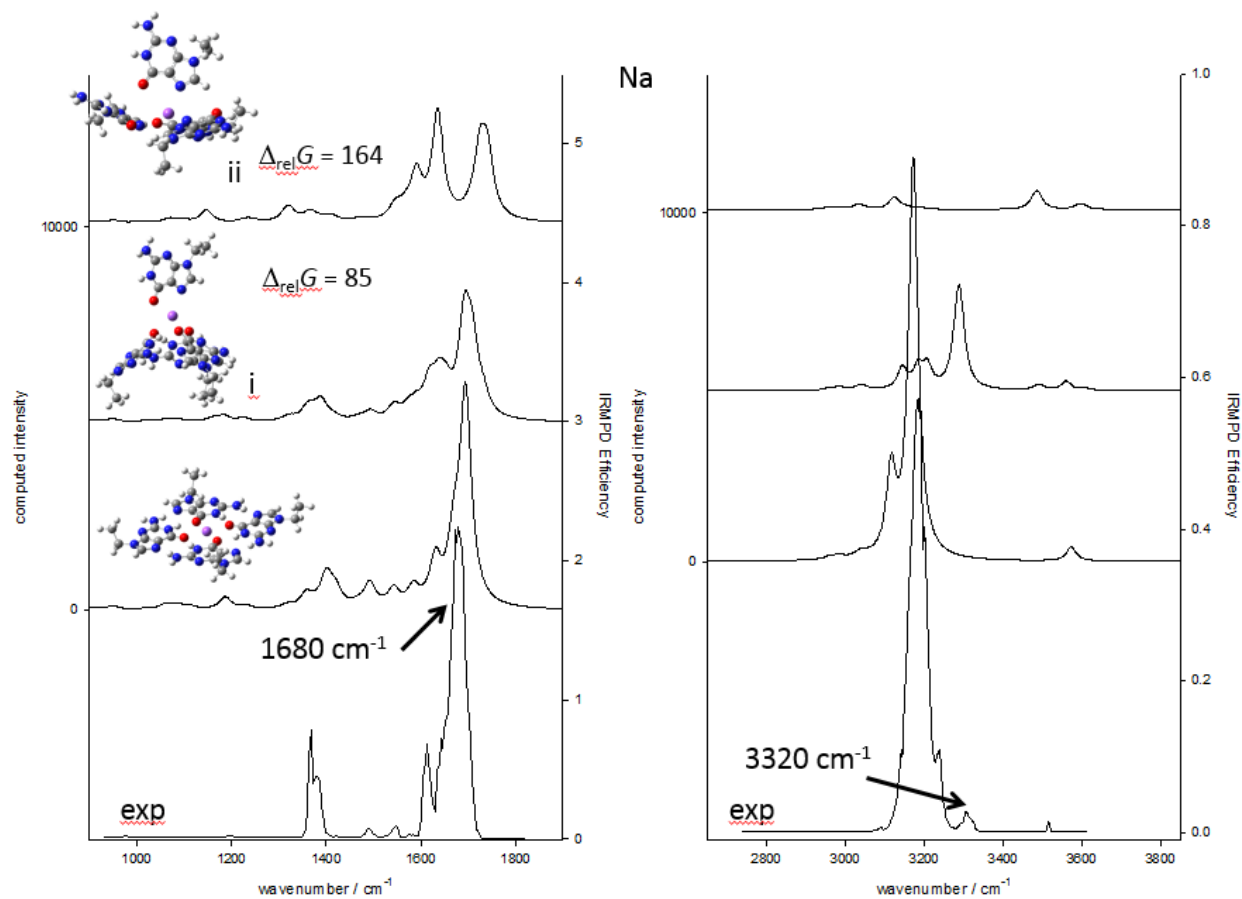 Na
ii
ΔrelG = 164
i
ΔrelG = 85
1680 cm-1
exp
computed intensity
10000
0
5
4
3
2
1
0
IRMPD Efficiency
1000
1200
1400
1600
1800
wavenumber / cm-1
3320 cm-1
exp
computed intensity
10000
0
1.0
0.8
0.6
0.4
0.2
0.0
IRMPD Efficiency
2800
3000
3200
3400
3600
3800
wavenumber / cm-1